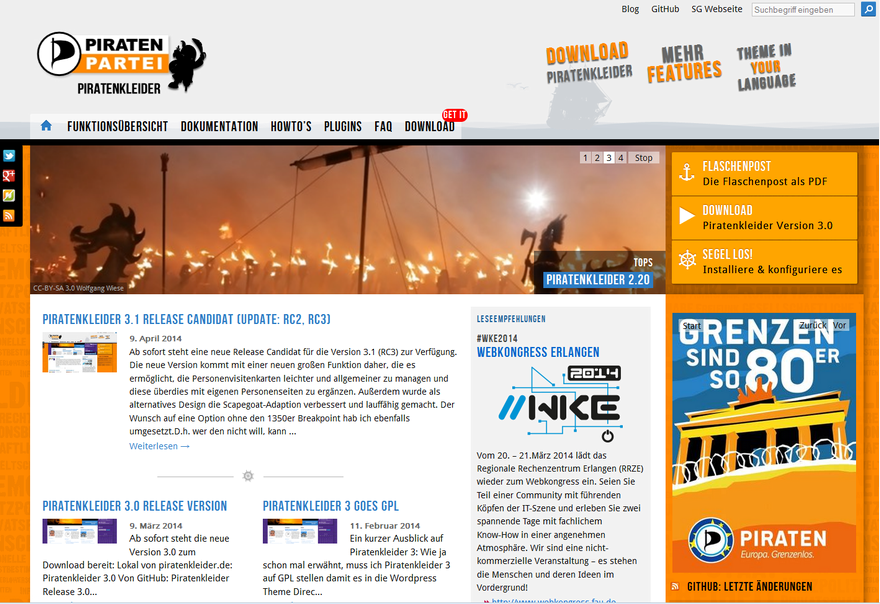 Blog GitHub SG Webseite Suchbegriff eingeben
PIRATEN
PARTEI
PIRATENKLEIDER
DOWNLOAD
PIRATENKLEIDER
MEHR
FEATURES
THEME IN
YOUR
LANGUAGE
GET IT
FUNKTIONSÜBERSICHT DOKUMENTATION HOWTO'S PLUGINS FAQ DOWNLOAD
1 2 3 4 Stop
TOPS
PIRATENKLEIDER 2.20
CC-BY-SA 3.0 Wolfgang Wiese
FLASCHENPOST
Die Flaschenpost als PDF
DOWNLOAD
Piratenkleider Version 3.0
SEGEL LOS!
Installiere & konfiguriere es
PIRATENKLEIDER 3.1 RELEASE CANDIDAT (UPDATE: RC2, RC3)
9. April 2014
Ab sofort steht eine neue Release Candidat für die Version 3.1 (RC3) zur Verfügung.
Die neue Version kommt mit einer neuen großen Funktion daher, die es
ermöglicht, die Personenvisitenkarten leichter und allgemeiner zu managen und
diese überdies mit eigenen Personenseiten zu ergänzen. Außerdem wurde als
alternatives Design die Scapegoat-Adaption verbessert und lauffähig gemacht. Der
Wunsch auf eine Option ohne den 1350er Breakpoint hab ich ebenfalls
umgesetzt.D.h. wer den nicht will, kann ...
Weiterlesen →
PIRATENKLEIDER 3.0 RELEASE VERSION
9. März 2014
Ab sofort steht die neue
Version 3.0 zum
Download bereit: Lokal von piratenkleider.de:
Piratenkleider 3.0 Von GitHub: Piratenkleider
Release 3.0...
PIRATENKLEIDER 3 GOES GPL
11. Februar 2014
Ein kurzer Ausblick auf
Piratenkleider 3: Wie ja
schon mal erwähnt, muss ich Piratenkleider 3
auf GPL stellen damit es in die Wordpress
Theme Direc...
LESEEMPFEHLUNGEN
#WKE2014
WEBKONGRESS ERLANGEN
2014
//WKE
Vom 20. – 21.März 2014 lädt das
Regionale Rechenzentrum Erlangen (RRZE)
wieder zum Webkongress ein. Seien Sie
Teil einer Community mit führenden
Köpfen der IT-Szene und erleben Sie zwei
spannende Tage mit fachlichem
Know-How in einer angenehmen
Atmosphäre. Wir sind eine nicht-
kommerzielle Veranstaltung – es stehen
die Menschen und deren Ideen im
Vordergrund!
http://www.webkongress.fau.de
Start Zurück Vor
GRENZEN
SIND
SO 80ER
PIRATEN
Europa. Grenzenlos.
GITHUB: LETZTE ÄNDERUNGEN